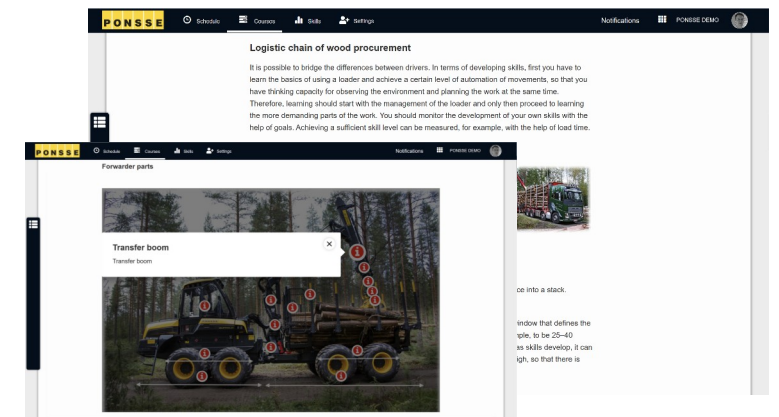 PONSSE
Schedule
Courses
Skills
Settings
Notifications
PONSSE DEMO
Logistic chain of wood procurement
It is possible to bridge the differences between drivers. In terms of developing skills, first you have to
learn the basics of using a loader and achieve a certain level of automation of movements, so that you
have thinking capacity for observing the environment and planning the work at the same time.
Therefore, learning should start with the management of the loader and only then proceed to learning
the more demanding parts of the work. You should monitor the development of your own skills with the
help of goals. Achieving a sufficient skill level can be measured, for example, with the help of load time.
PONSSE
Schedule
Courses
Skills
Settings
Notifications
PONSSE DEMO
Forwarder parts
Transfer boom
Transfer boom
ce into a stack.
indow that defines the
mple, to be 25–40
as skills develop, it can
igh, so that there is